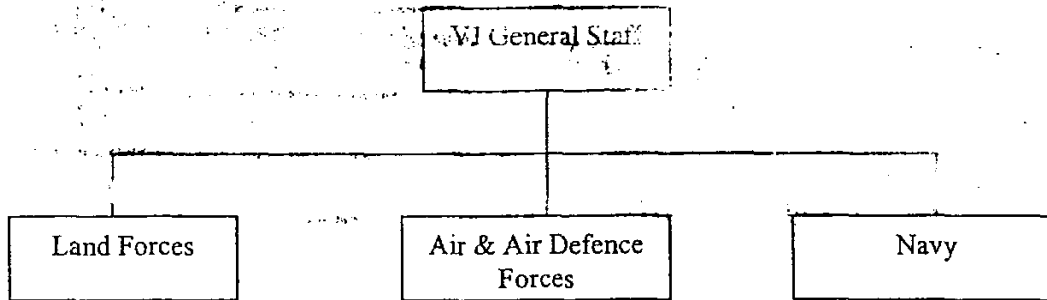 VJ General Staff
Land Forces
Air & Air Defence
Forces
Navy